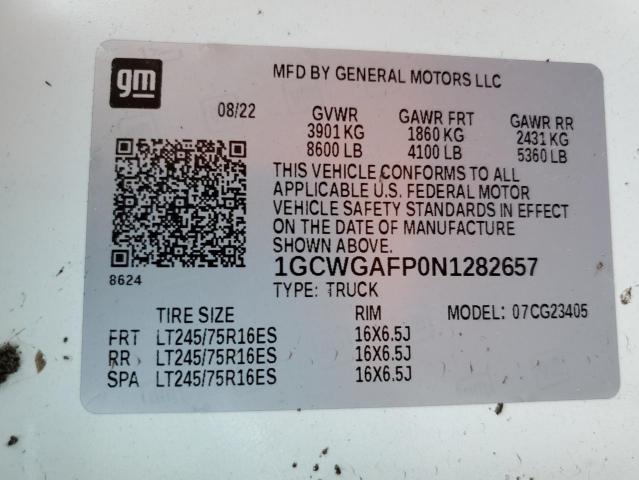 gm
MFD BY GENERAL MOTORS LLC
08/22 GVWR GAWR FRT GAWR RR
3901 KG 1860 KG 2431 KG
8600 LB 4100 LB 5360 LB
THIS VEHICLE CONFORMS TO ALL
APPLICABLE U.S. FEDERAL MOTOR
VEHICLE SAFETY STANDARDS IN EFFECT
ON THE DATE OF MANUFACTURE
SHOWN ABOVE.
8624
1GCWGAFP0N1282657
TYPE: TRUCK
TIRE SIZE RIM MODEL: 07CG23405
FRT LT245/75R16ES 16X6.5J
RR LT245/75R16ES 16X6.5J
SPA LT245/75R16ES 16X6.5J